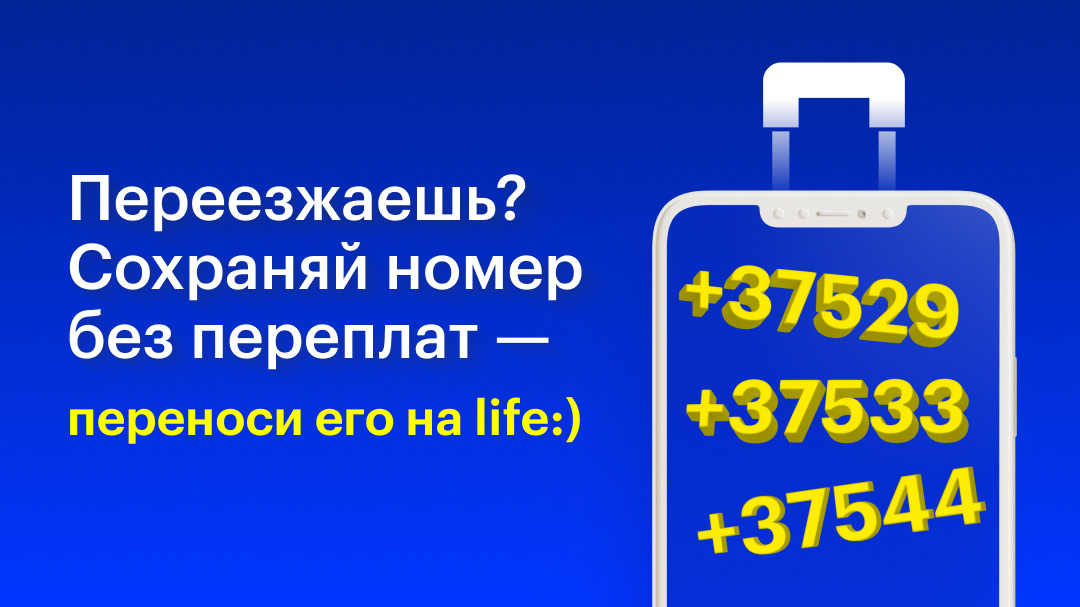 Переезжаешь?
Сохраняй номер
без переплат —
переноси его на life:)
+37529
+37533
+37544